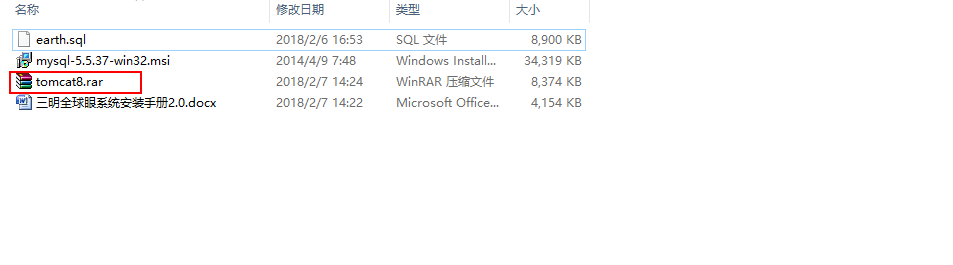 名称 修改日期 类型 大小
earth.sql 2018/2/6 16:53 SQL 文件 8,900 KB
mysql-5.5.37-win32.msi 2014/4/9 7:48 Windows Install... 34,319 KB
tomcat8.rar 2018/2/7 14:24 WinRAR 压缩文件 8,374 KB
三明全球眼系统安装手册2.0.docx 2018/2/7 14:22 Microsoft Office... 4,154 KB